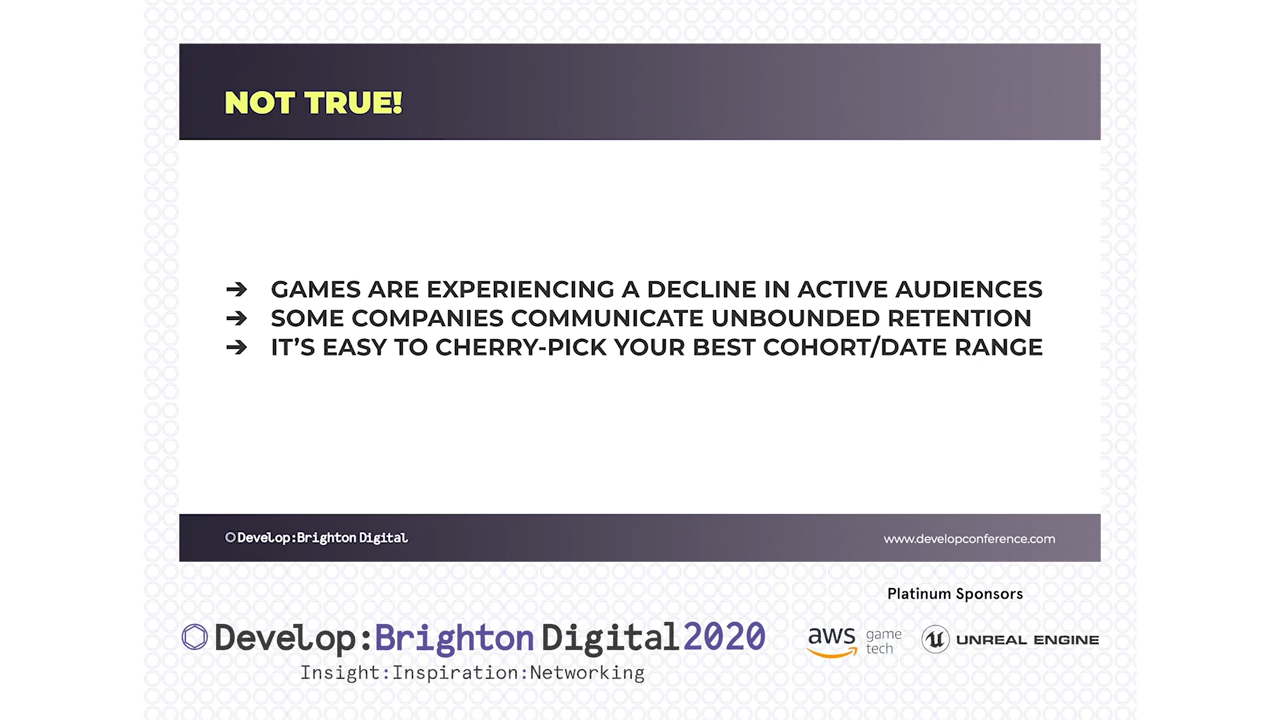 NOT TRUE!
➔ GAMES ARE EXPERIENCING A DECLINE IN ACTIVE AUDIENCES
➔ SOME COMPANIES COMMUNICATE UNBOUNDED RETENTION
➔ IT’S EASY TO CHERRY-PICK YOUR BEST COHORT/DATE RANGE
Develop:Brighton Digital
www.developconference.com
Platinum Sponsors
Develop:Brighton Digital 2020
Insight:Inspiration:Networking
aws game tech
UNREAL ENGINE